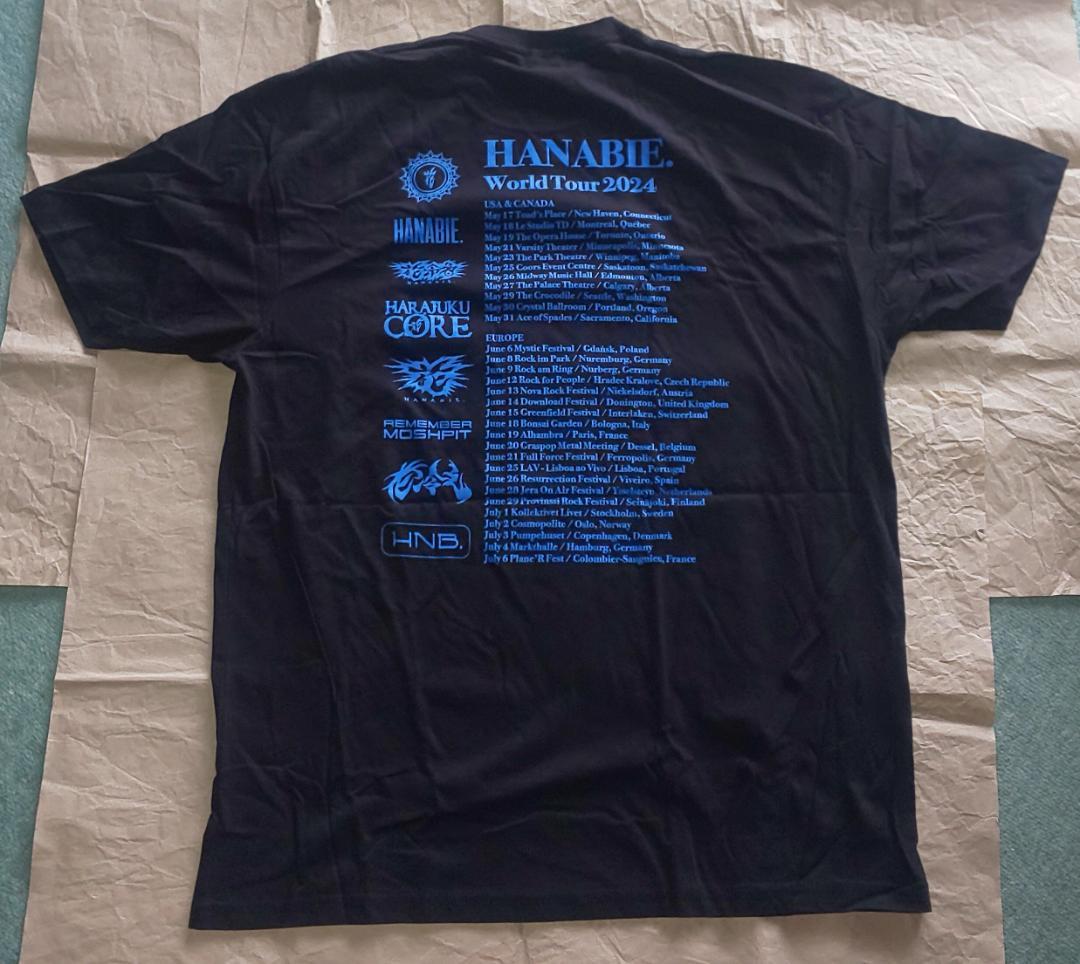 HANABIE.
World Tour 2024
USA & CANADA
May 17 Toad's Place / New Haven, Connecticut
May 18 Le Studio TD / Montreal, Quebec
May 19 The Opera House / Toronto, Ontario
May 21 Varsity Theater / Minneapolis, Minnesota
May 23 The Park Theatre / Winnipeg, Manitoba
May 25 Coors Event Centre / Saskatoon, Saskatchewan
May 26 Midway Music Hall / Edmonton, Alberta
May 27 The Palace Theatre / Calgary, Alberta
May 29 The Crocodile / Seattle, Washington
May 30 Crystal Ballroom / Portland, Oregon
May 31 Ace of Spades / Sacramento, California
EUROPE
June 6 Mystic Festival / Gdańsk, Poland
June 8 Rock im Park / Nuremburg, Germany
June 9 Rock am Ring / Nurberg, Germany
June 12 Rock for People / Hradec Kralove, Czech Republic
June 13 Nova Rock Festival / Nickelsdorf, Austria
June 14 Download Festival / Donington, United Kingdom
June 15 Greenfield Festival / Interlaken, Switzerland
June 18 Bonsai Garden / Bologna, Italy
June 19 Alhambra / Paris, France
June 20 Graspop Metal Meeting / Dessel, Belgium
June 21 Full Force Festival / Ferropolis, Germany
June 25 LAV - Lisboa ao Vivo / Lisboa, Portugal
June 26 Resurrection Festival / Viveiro, Spain
June 28 Jera On Air Festival / Ysselsteyn, Netherlands
June 29 Provinssi Rock Festival / Seinajoki, Finland
July 1 Kollektivet Livet / Stockholm, Sweden
July 2 Cosmopolite / Oslo, Norway
July 3 Pumpehuset / Copenhagen, Denmark
July 4 Markthalle / Hamburg, Germany
July 6 Plane'R Fest / Colombier-Saugnieu, France
HANABIE.
HANABIE.
HARAJUKU
CORE
HANABIE.
REMEMBER
MOSHPIT
HNB.